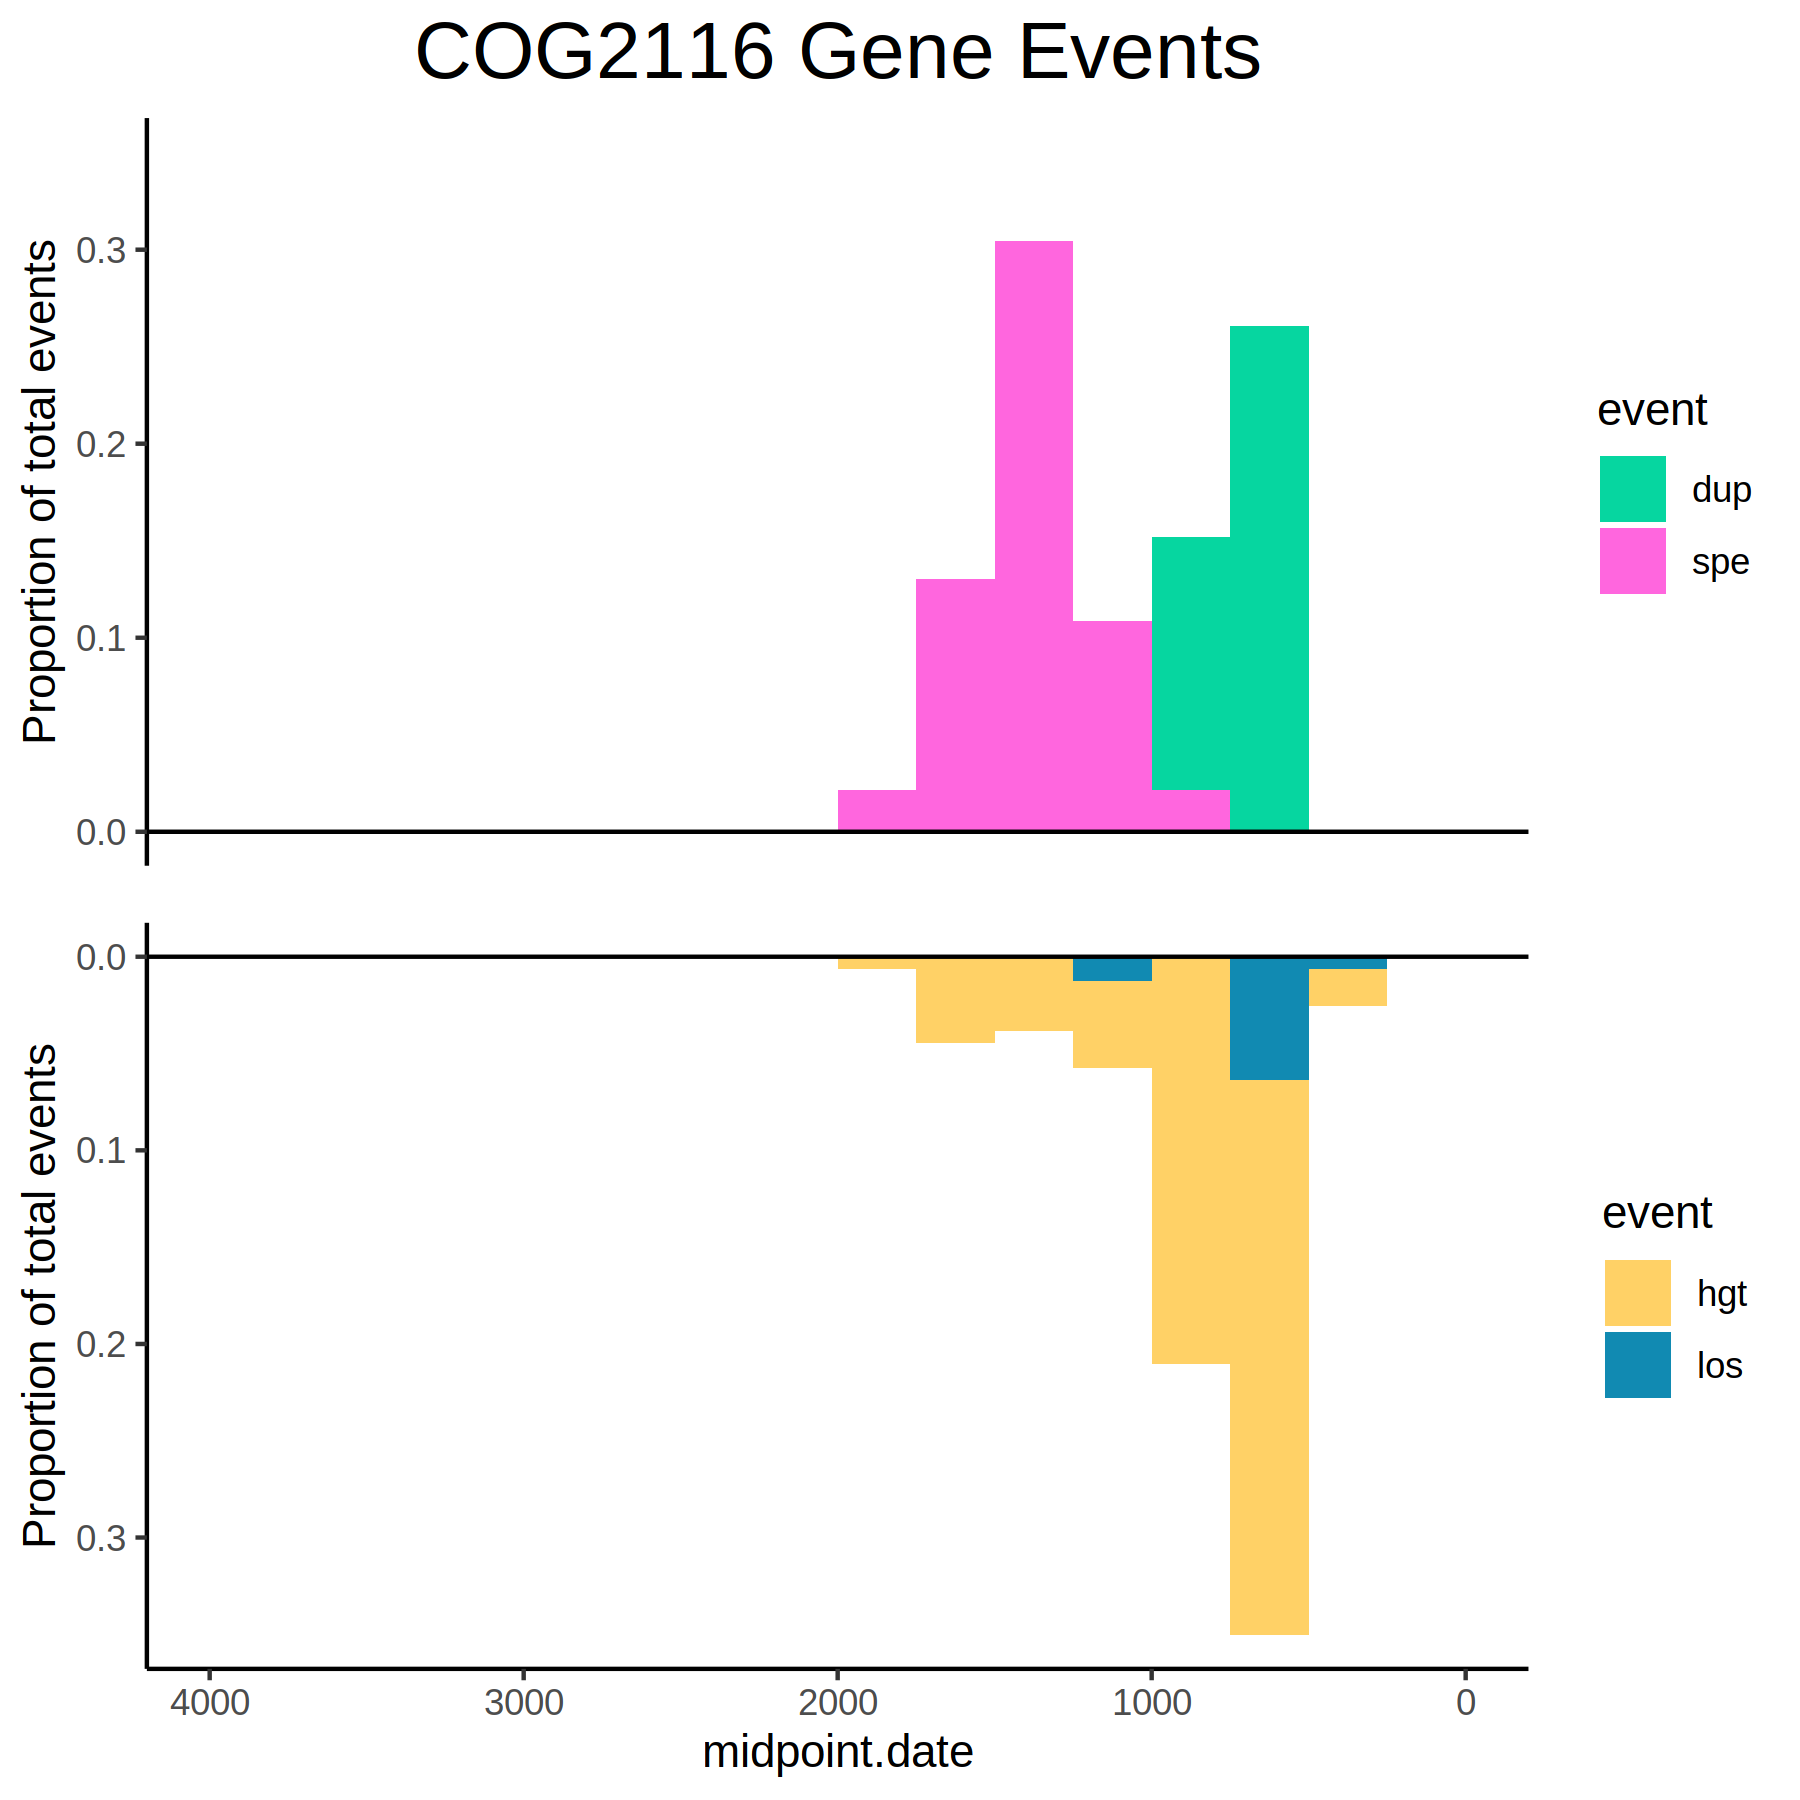 COG2116 Gene Events
Proportion of total events
0.3
0.2
0.1
0.0
event
dup
spe
Proportion of total events
0.0
0.1
0.2
0.3
event
hgt
los
4000 3000 2000 1000 0
midpoint.date